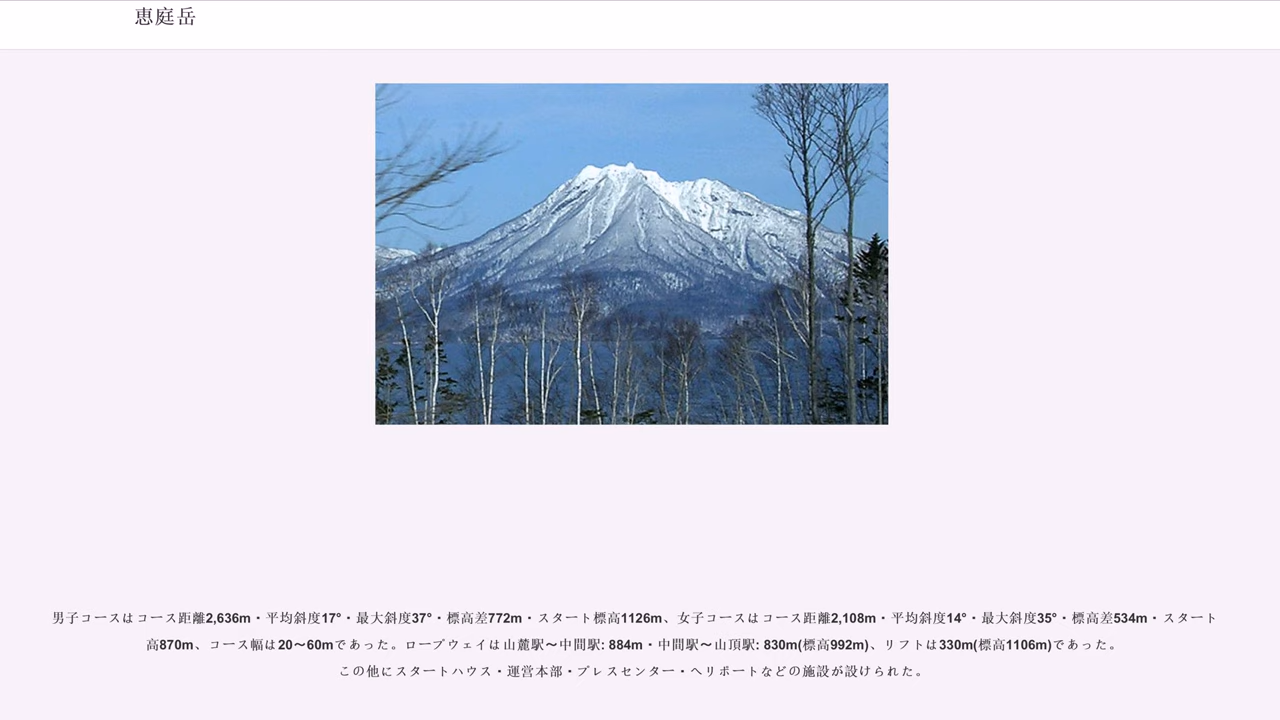 恵庭岳
男子コースはコース距離2,636m・平均斜度17°・最大斜度37°・標高差772m・スタート標高1126m、女子コースはコース距離2,108m・平均斜度14°・最大斜度35°・標高差534m・スタート
高870m、コース幅は20〜60mであった。ロープウェイは山麓駅〜中間駅: 884m・中間駅〜山頂駅: 830m(標高992m)、リフトは330m(標高1106m)であった。
この他にスタートハウス・運営本部・プレスセンター・ヘリポートなどの施設が設けられた。